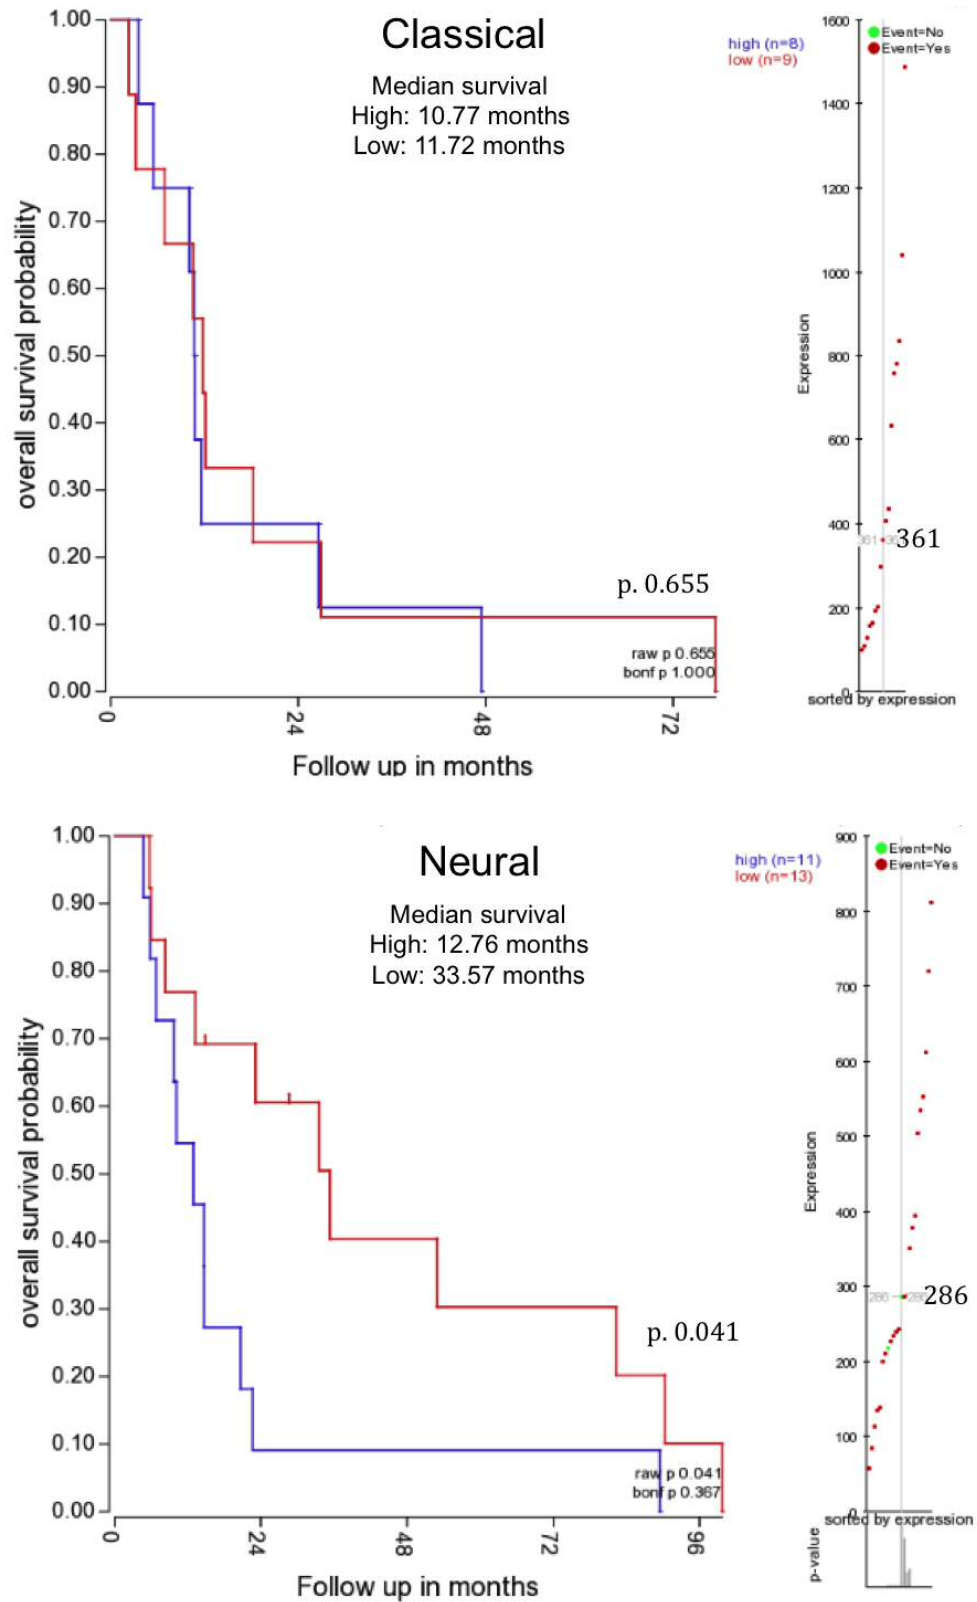 Classical
Median survival
High: 10.77 months
Low: 11.72 months
high (n=8)
low (n=9)
overall survival probability
1.00
0.90
0.80
0.70
0.60
0.50
0.40
0.30
0.20
0.10
0.00
p. 0.655
raw p 0.655
bonf p 1.000
0
24
48
72
Follow up in months
Event=No
Event=Yes
Expression
1600
1400
1200
1000
800
600
400
200
0
361
361
sorted by expression
Neural
Median survival
High: 12.76 months
Low: 33.57 months
high (n=11)
low (n=13)
overall survival probability
1.00
0.90
0.80
0.70
0.60
0.50
0.40
0.30
0.20
0.10
0.00
p. 0.041
raw p 0.041
bonf p 0.367
0
24
48
72
96
Follow up in months
Event=No
Event=Yes
Expression
900
800
700
600
500
400
300
200
100
0
286
286
286
sorted by expression
p-value